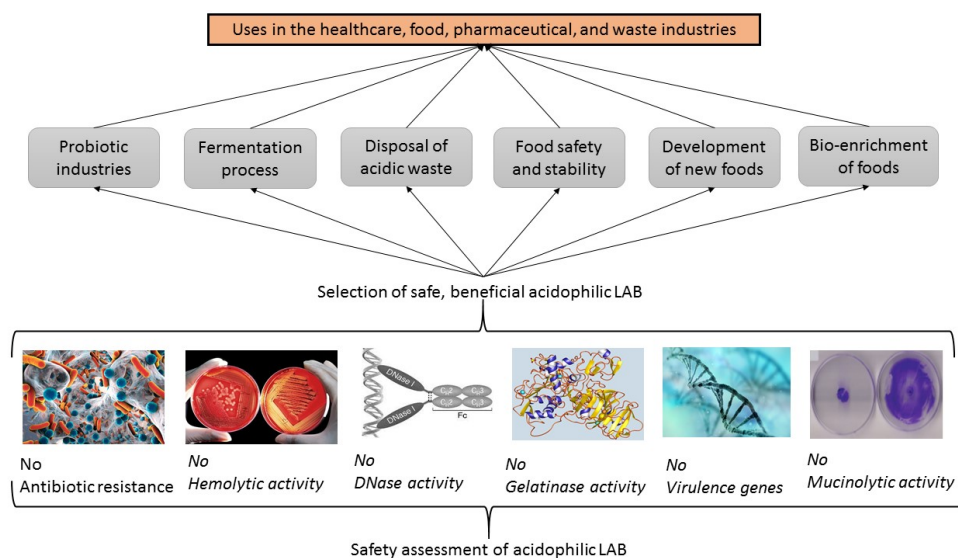 Uses in the healthcare, food, pharmaceutical, and waste industries
Probiotic
industries
Fermentation
process
Disposal of
acidic waste
Food safety
and stability
Development
of new foods
Bio-enrichment
of foods
Selection of safe, beneficial acidophilic LAB
DNase I
DNase I
Fc
No
Antibiotic resistance
No
Hemolytic activity
No
DNase activity
No
Gelatinase activity
No
Virulence genes
No
Mucinolytic activity
Safety assessment of acidophilic LAB